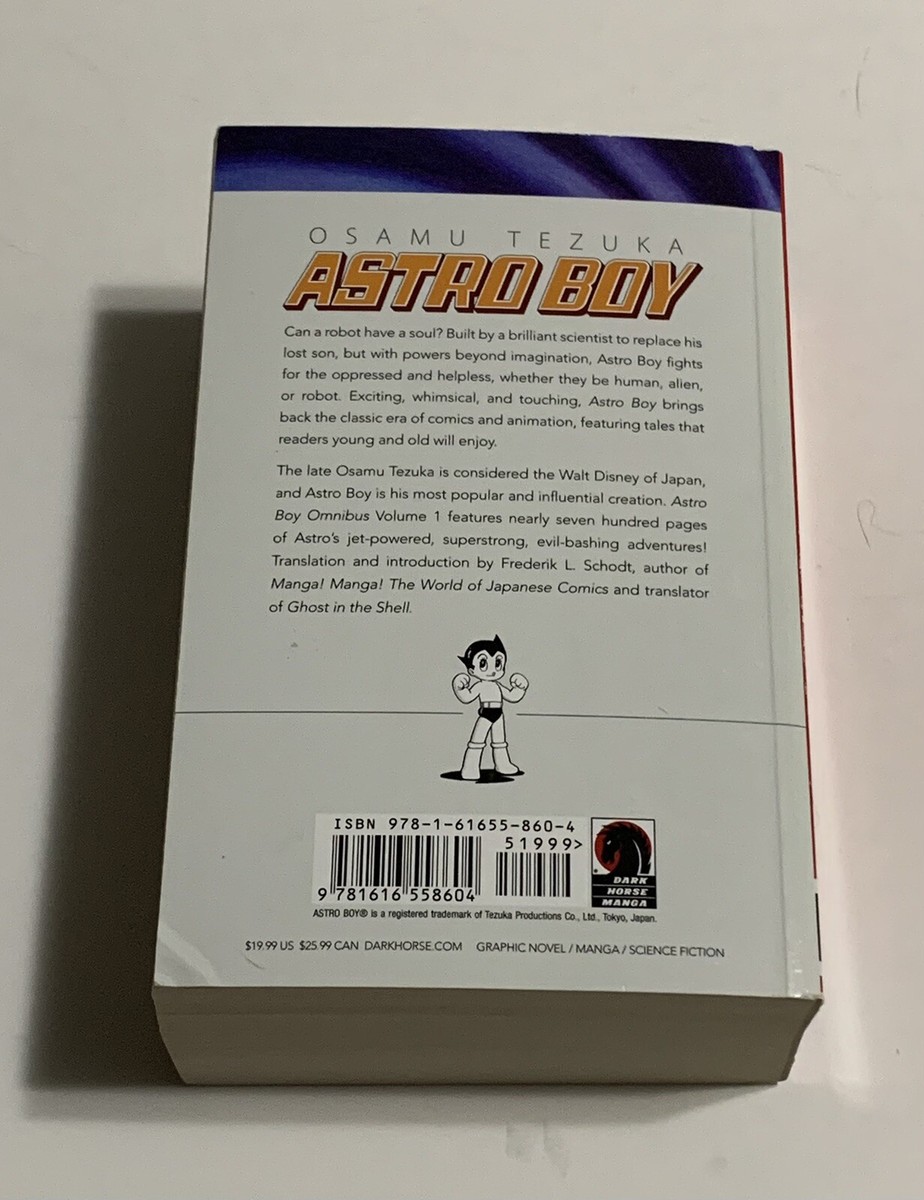 OSAMU TEZUKA
ASTRO BOY
Can a robot have a soul? Built by a brilliant scientist to replace his
lost son, but with powers beyond imagination, Astro Boy fights
for the oppressed and helpless, whether they be human, alien,
or robot. Exciting, whimsical, and touching, Astro Boy brings
back the classic era of comics and animation, featuring tales that
readers young and old will enjoy.
The late Osamu Tezuka is considered the Walt Disney of Japan,
and Astro Boy is his most popular and influential creation. Astro
Boy Omnibus Volume 1 features nearly seven hundred pages
of Astro's jet-powered, superstrong, evil-bashing adventures!
Translation and introduction by Frederik L. Schodt, author of
Manga! Manga! The World of Japanese Comics and translator
of Ghost in the Shell.
ISBN 978-1-61655-860-4
51999>
9 781616 558604
DARK
HORSE
MANGA
ASTRO BOY® is a registered trademark of Tezuka Productions Co., Ltd., Tokyo, Japan.
$19.99 US $25.99 CAN DARKHORSE.COM GRAPHIC NOVEL / MANGA / SCIENCE FICTION